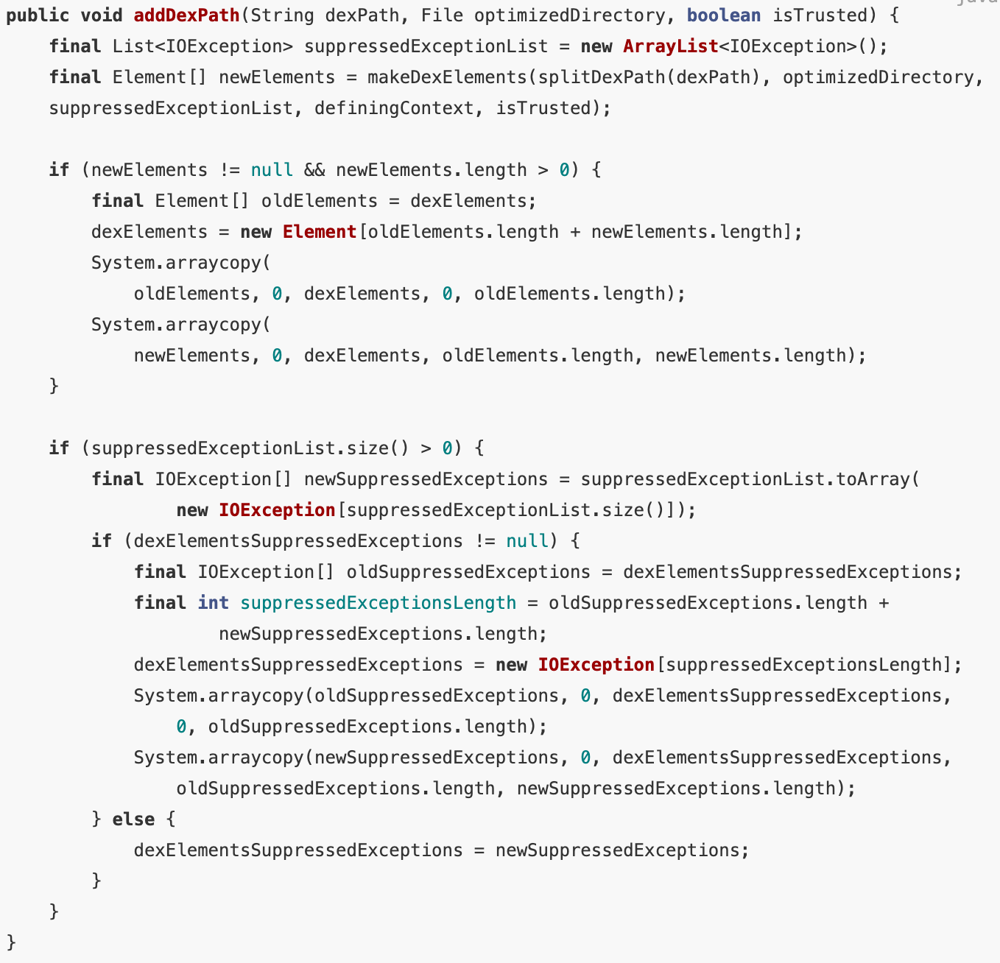 java
public void addDexPath(String dexPath, File optimizedDirectory, boolean isTrusted) {
    final List<IOException> suppressedExceptionList = new ArrayList<IOException>();
    final Element[] newElements = makeDexElements(splitDexPath(dexPath), optimizedDirectory,
    suppressedExceptionList, definingContext, isTrusted);

    if (newElements != null && newElements.length > 0) {
        final Element[] oldElements = dexElements;
        dexElements = new Element[oldElements.length + newElements.length];
        System.arraycopy(
            oldElements, 0, dexElements, 0, oldElements.length);
        System.arraycopy(
            newElements, 0, dexElements, oldElements.length, newElements.length);
    }

    if (suppressedExceptionList.size() > 0) {
        final IOException[] newSuppressedExceptions = suppressedExceptionList.toArray(
                new IOException[suppressedExceptionList.size()]);
        if (dexElementsSuppressedExceptions != null) {
            final IOException[] oldSuppressedExceptions = dexElementsSuppressedExceptions;
            final int suppressedExceptionsLength = oldSuppressedExceptions.length +
                    newSuppressedExceptions.length;
            dexElementsSuppressedExceptions = new IOException[suppressedExceptionsLength];
            System.arraycopy(oldSuppressedExceptions, 0, dexElementsSuppressedExceptions,
                0, oldSuppressedExceptions.length);
            System.arraycopy(newSuppressedExceptions, 0, dexElementsSuppressedExceptions,
                oldSuppressedExceptions.length, newSuppressedExceptions.length);
        } else {
            dexElementsSuppressedExceptions = newSuppressedExceptions;
        }
    }
}